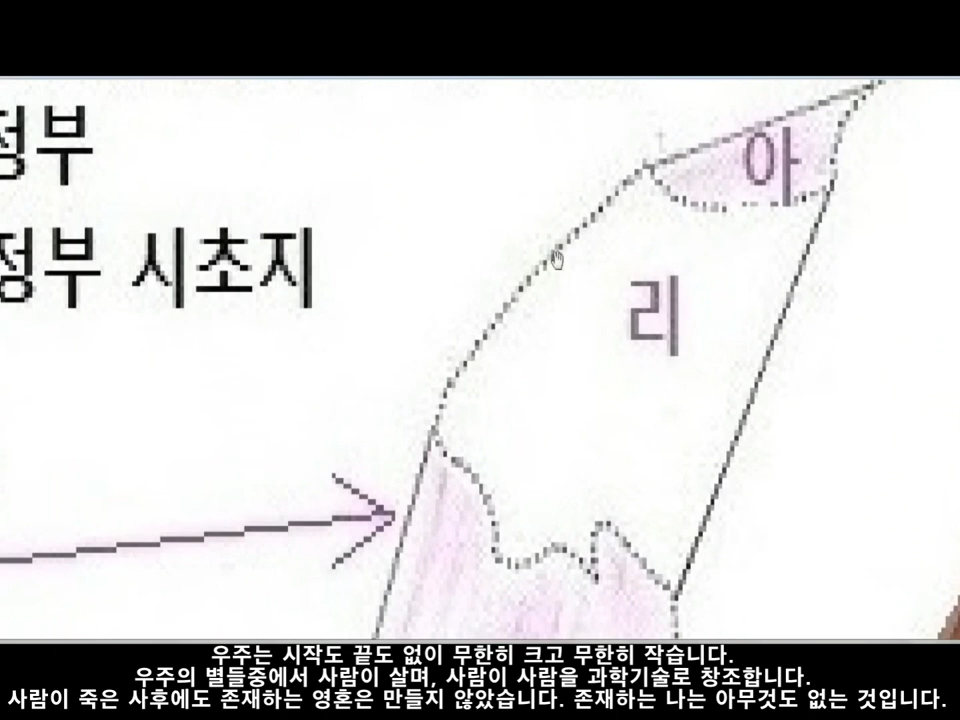 정부
정부 시초지
아
리
우주는 시작도 끝도 없이 무한히 크고 무한히 작습니다.
우주의 별들중에서 사람이 살며, 사람이 사람을 과학기술로 창조합니다.
사람이 죽은 사후에도 존재하는 영혼은 만들지 않았습니다. 존재하는 나는 아무것도 없는 것입니다.